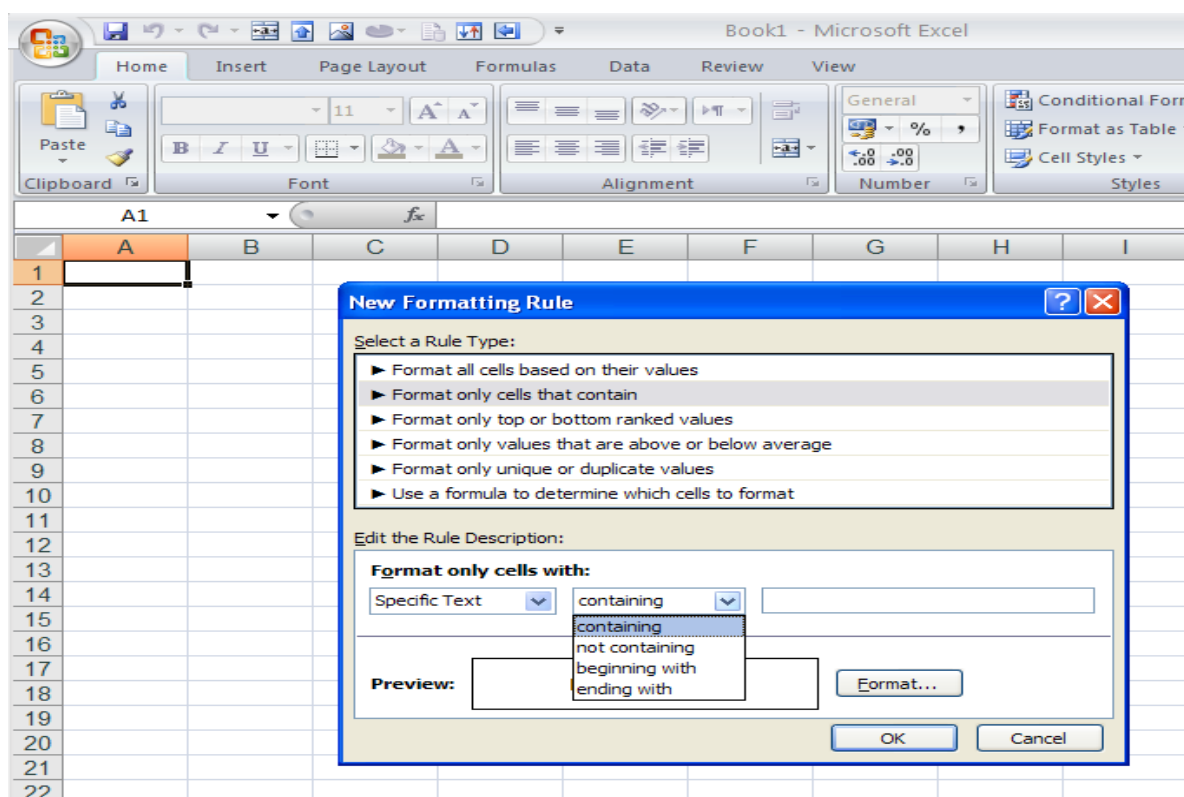 Book1 - Microsoft Excel
Home Insert Page Layout Formulas Data Review View
Paste
11 A A
B I U A
General
% ,
.0 .00
.00 .0
Conditional Forr
Format as Table
Cell Styles
Clipboard Font Alignment Number Styles
A1 fx
A B C D E F G H I
1
2
3
4
5
6
7
8
9
10
11
12
13
14
15
16
17
18
19
20
21
22
New Formatting Rule ?
Select a Rule Type:
► Format all cells based on their values
► Format only cells that contain
► Format only top or bottom ranked values
► Format only values that are above or below average
► Format only unique or duplicate values
► Use a formula to determine which cells to format
Edit the Rule Description:
Format only cells with:
Specific Text containing
containing
not containing
beginning with
ending with
Preview: Format...
OK Cancel